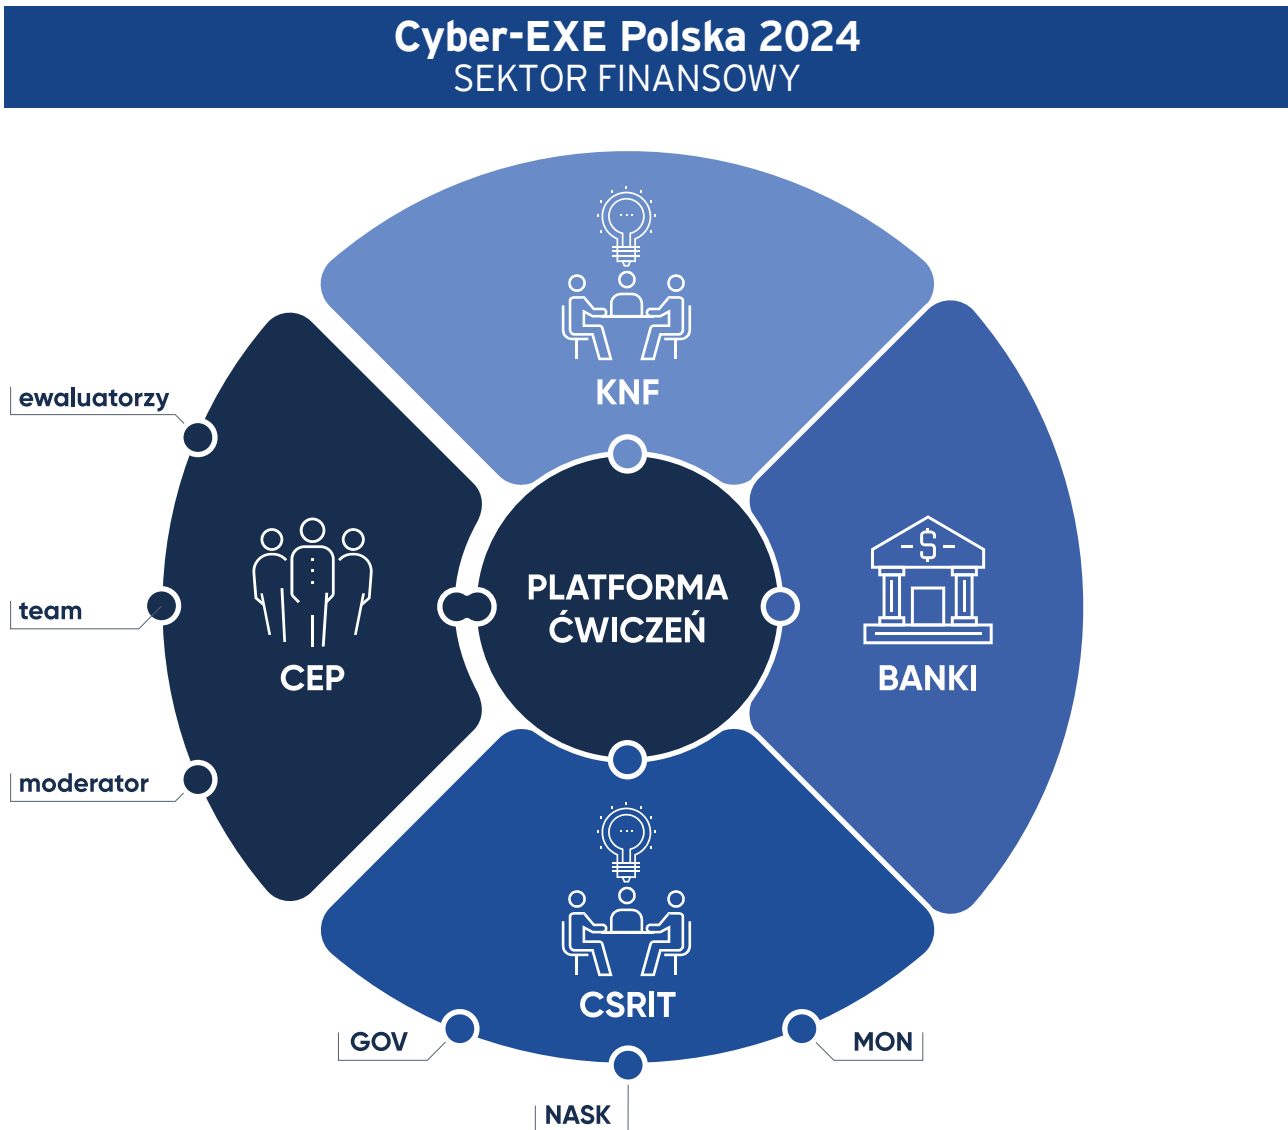 Cyber-EXE Polska 2024
SEKTOR FINANSOWY
KNF
ewaluatorzy
team
moderator
CEP
PLATFORMA
ĆWICZEŃ
$
BANKI
CSRIT
GOV
NASK
MON